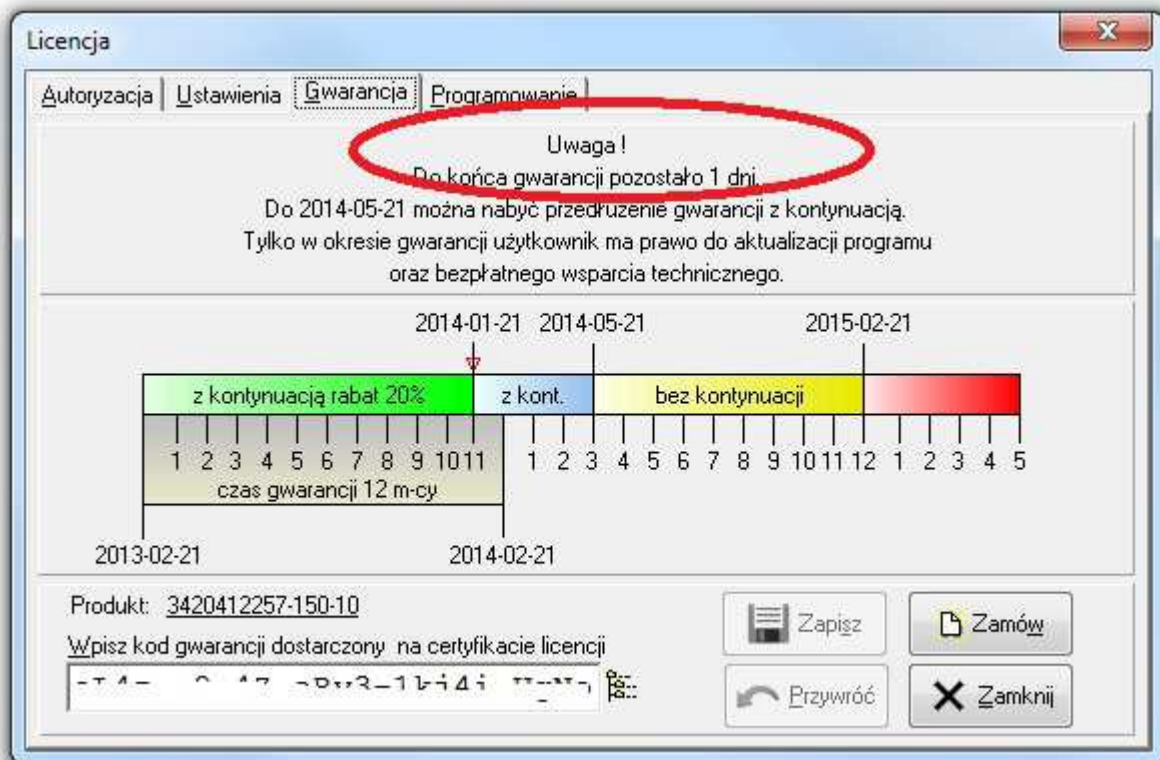 Licencja
Autoryzacja Ustawienia Gwarancja Programowanie
Uwaga !
Do końca gwarancji pozostało 1 dni.
Do 2014-05-21 można nabyć przedłużenie gwarancji z kontynuacją.
Tylko w okresie gwarancji użytkownik ma prawo do aktualizacji programu
oraz bezpłatnego wsparcia technicznego.
2014-01-21 2014-05-21 2015-02-21
z kontynuacją rabat 20% z kont. bez kontynuacji
1 2 3 4 5 6 7 8 9 10 11 1 2 3 4 5 6 7 8 9 10 11 12 1 2 3 4 5
czas gwarancji 12 m-cy
2013-02-21 2014-02-21
Produkt: 3420412257-150-10
Wpisz kod gwarancji dostarczony na certyfikacie licencji
Zapisz Zamów
Przywróć Zamknij